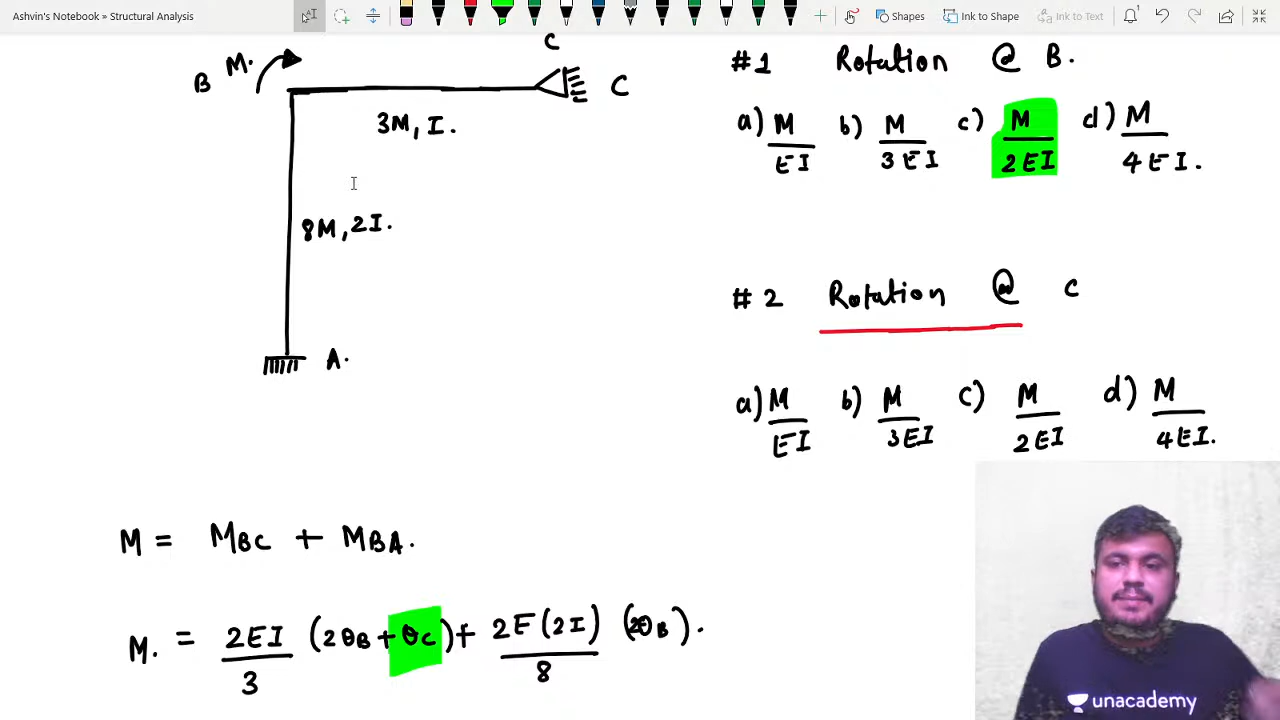 Ashvin's Notebook » Structural Analysis
Shapes
Ink to Shape
Ink to Text
C
B M.
C
3M, I.
8M, 2I.
A.
#1 Rotation @ B.
a) M/EI b) M/3EI c) M/2EI d) M/4EI.
#2 Rotation @ C
a) M/EI b) M/3EI c) M/2EI d) M/4EI.
M = MBC + MBA.
M. = 2EI/3 (2θB + θC) + 2E(2I)/8 (2θB).
unacademy